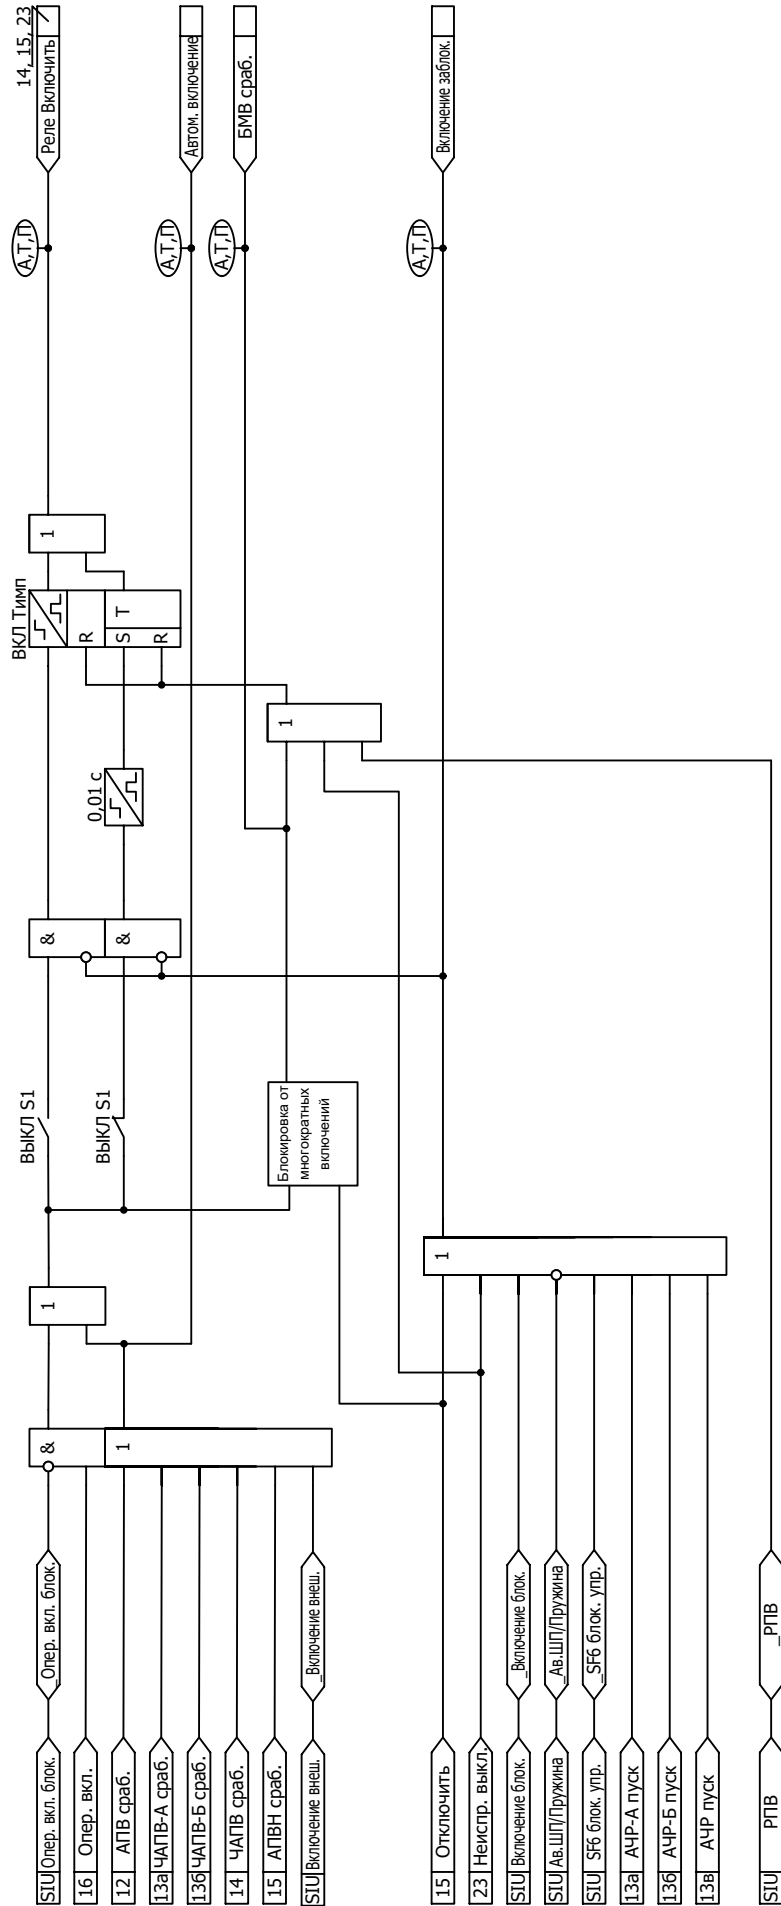 14, 15, 23
Реле Включить
Автом. включение
БМВ сраб.
Включение заблок.
А,Т,П
А,Т,П
А,Т,П
А,Т,П
1
ВКЛ Тимп
R
S
T
R
1
0,01 с
&
&
ВЫКЛ S1
ВЫКЛ S1
Блокировка от
многократных
включений
1
1
&
1
SIU Опер. вкл. блок.
_Опер. вкл. блок.
16 Опер. вкл.
12 АПВ сраб.
13а ЧАПВ-А сраб.
13б ЧАПВ-Б сраб.
14 ЧАПВ сраб.
15 АПВН сраб.
SIU Включение внеш.
_Включение внеш.
15 Отключить
23 Неиспр. выкл.
SIU Включение блок.
_Включение блок.
SIU Ав.ШП/Пружина
_Ав.ШП/Пружина
SIU SF6 блок. упр.
_SF6 блок. упр.
13а АЧР-А пуск
13б АЧР-Б пуск
13в АЧР пуск
SIU РПВ
_РПВ